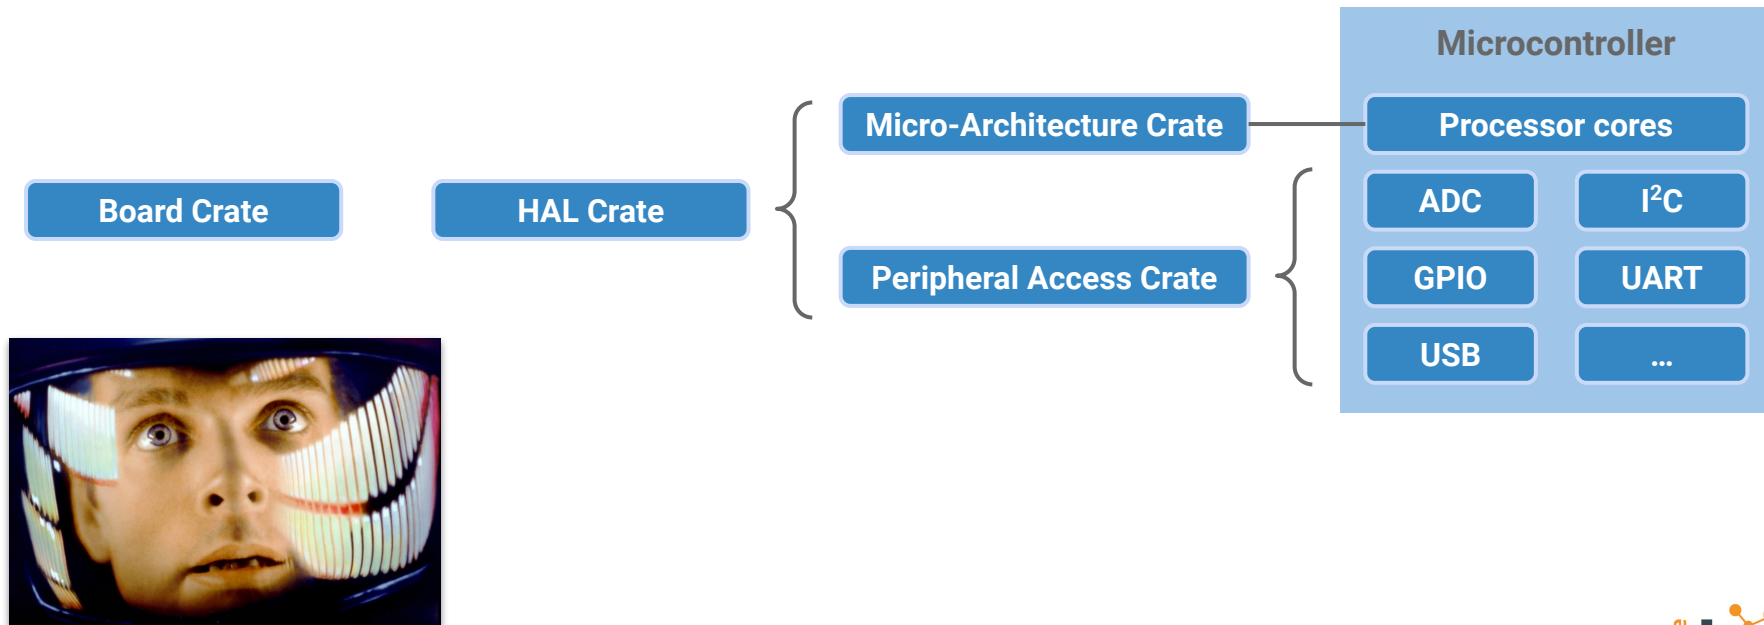 Microcontroller
Micro-Architecture Crate
Processor cores
Board Crate
HAL Crate
ADC
I²C
Peripheral Access Crate
GPIO
UART
USB
...